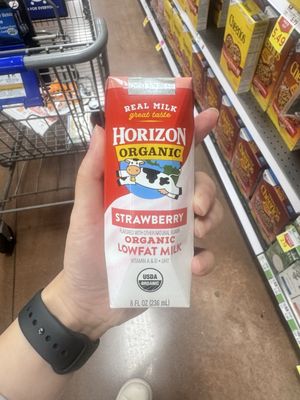 REAL MILK
great taste
HORIZON
ORGANIC
STRAWBERRY
FLAVORED WITH OTHER NATURAL FLAVORS
ORGANIC
LOWFAT MILK
VITAMIN A & D • UHT
USDA
ORGANIC
8 FL OZ (236 mL)
Cheerios